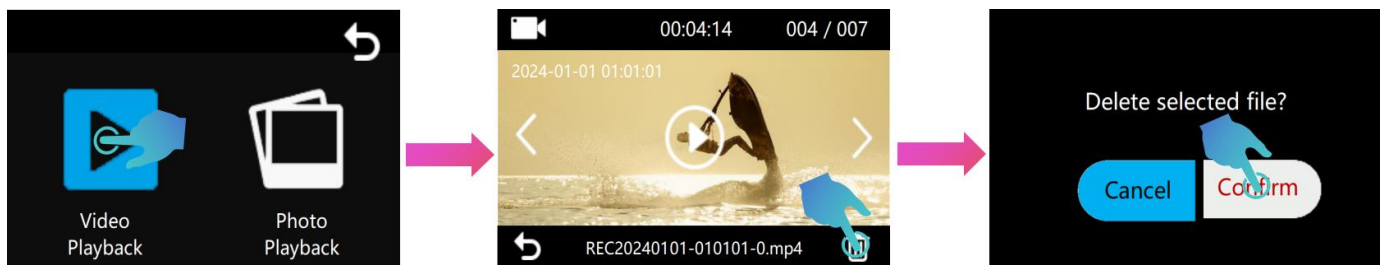 Video
Playback
Photo
Playback
00:04:14 004 / 007
2024-01-01 01:01:01
REC20240101-010101-0.mp4
Delete selected file?
Cancel Confirm